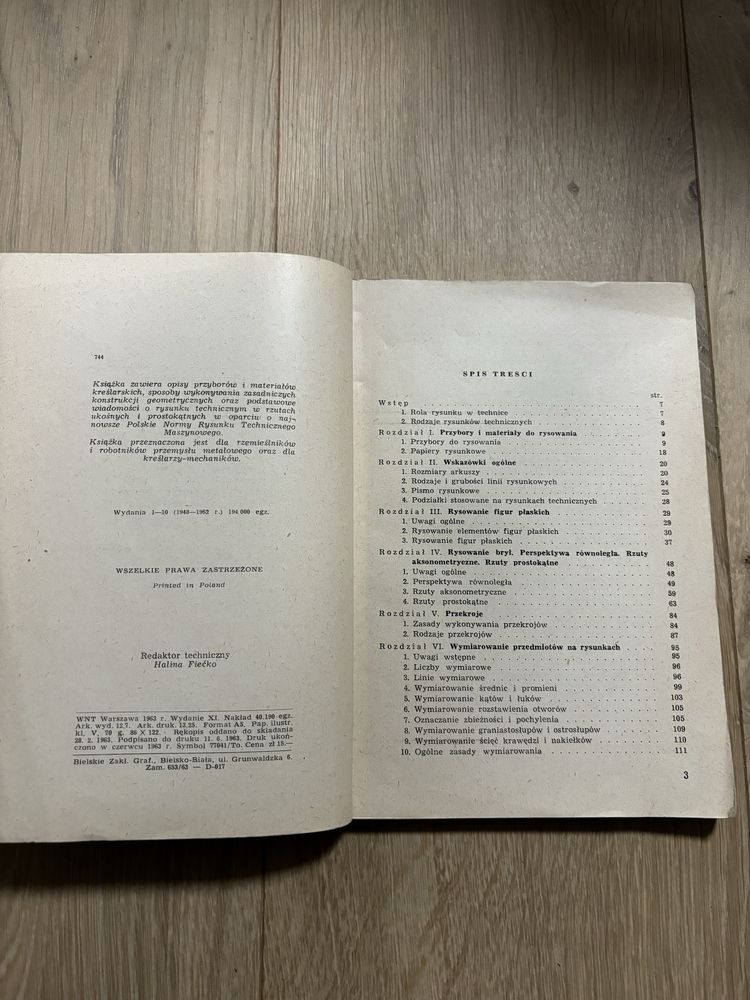 744
Książka zawiera opisy przyborów i materiałów
kreślarskich, sposoby wykonywania zasadniczych
konstrukcji geometrycznych oraz podstawowe
wiadomości o rysunku technicznym w rzutach
ukośnych i prostokątnych w oparciu o naj-
nowsze Polskie Normy Rysunku Technicznego
Maszynowego.
Książka przeznaczona jest dla rzemieślników
i robotników przemysłu metalowego oraz dla
kreślarzy-mechaników.
Wydania 1—10 (1948—1962 r.) 194 000 egz.
WSZELKIE PRAWA ZASTRZEŻONE
Printed in Poland
Redaktor techniczny
Halina Fiećko
WNT Warszawa 1963 r. Wydanie XI. Nakład 40.190 egz.
Ark. wyd. 12,7. Ark. druk. 13,25. Format A5. Pap. ilustr.
kl. V, 70 g, 86 X 122. Rękopis oddano do składania
28. 2. 1963. Podpisano do druku 11. 6. 1963. Druk ukoń-
czono w czerwcu 1963 r. Symbol 77041/To. Cena zł 15.—
Bielskie Zakł. Graf., Bielsko-Biała, ul. Grunwaldzka 6.
Zam. 653/63 — D-017
SPIS TREŚCI
str.
Wstęp . . . 7
1. Rola rysunku w technice . . . 7
2. Rodzaje rysunków technicznych . . . 8
Rozdział I. Przybory i materiały do rysowania . . . 9
1. Przybory do rysowania . . . 9
2. Papiery rysunkowe . . . 18
Rozdział II. Wskazówki ogólne . . . 20
1. Rozmiary arkuszy . . . 20
2. Rodzaje i grubości linii rysunkowych . . . 24
3. Pismo rysunkowe . . . 25
4. Podziałki stosowane na rysunkach technicznych . . . 28
Rozdział III. Rysowanie figur płaskich . . . 29
1. Uwagi ogólne . . . 29
2. Rysowanie elementów figur płaskich . . . 30
3. Rysowanie figur płaskich . . . 37
Rozdział IV. Rysowanie brył. Perspektywa równoległa. Rzuty
aksonometryczne. Rzuty prostokątne . . . 48
1. Uwagi ogólne . . . 48
2. Perspektywa równoległa . . . 49
3. Rzuty aksonometryczne . . . 59
4. Rzuty prostokątne . . . 63
Rozdział V. Przekroje . . . 84
1. Zasady wykonywania przekrojów . . . 84
2. Rodzaje przekrojów . . . 87
Rozdział VI. Wymiarowanie przedmiotów na rysunkach . . . 95
1. Uwagi wstępne . . . 95
2. Liczby wymiarowe . . . 96
3. Linie wymiarowe . . . 96
4. Wymiarowanie średnic i promieni . . . 99
5. Wymiarowanie kątów i łuków . . . 103
6. Wymiarowanie rozstawienia otworów . . . 105
7. Oznaczanie zbieżności i pochylenia . . . 105
8. Wymiarowanie graniastosłupów i ostrosłupów . . . 109
9. Wymiarowanie ścięć krawędzi i nakiełków . . . 110
10. Ogólne zasady wymiarowania . . . 111
3